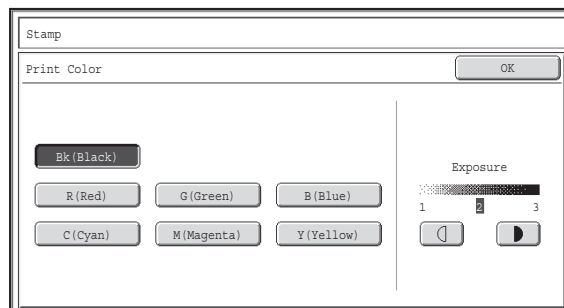 Stamp
Print Color
OK
Bk(Black)
R(Red) G(Green) B(Blue)
C(Cyan) M(Magenta) Y(Yellow)
Exposure
1 2 3